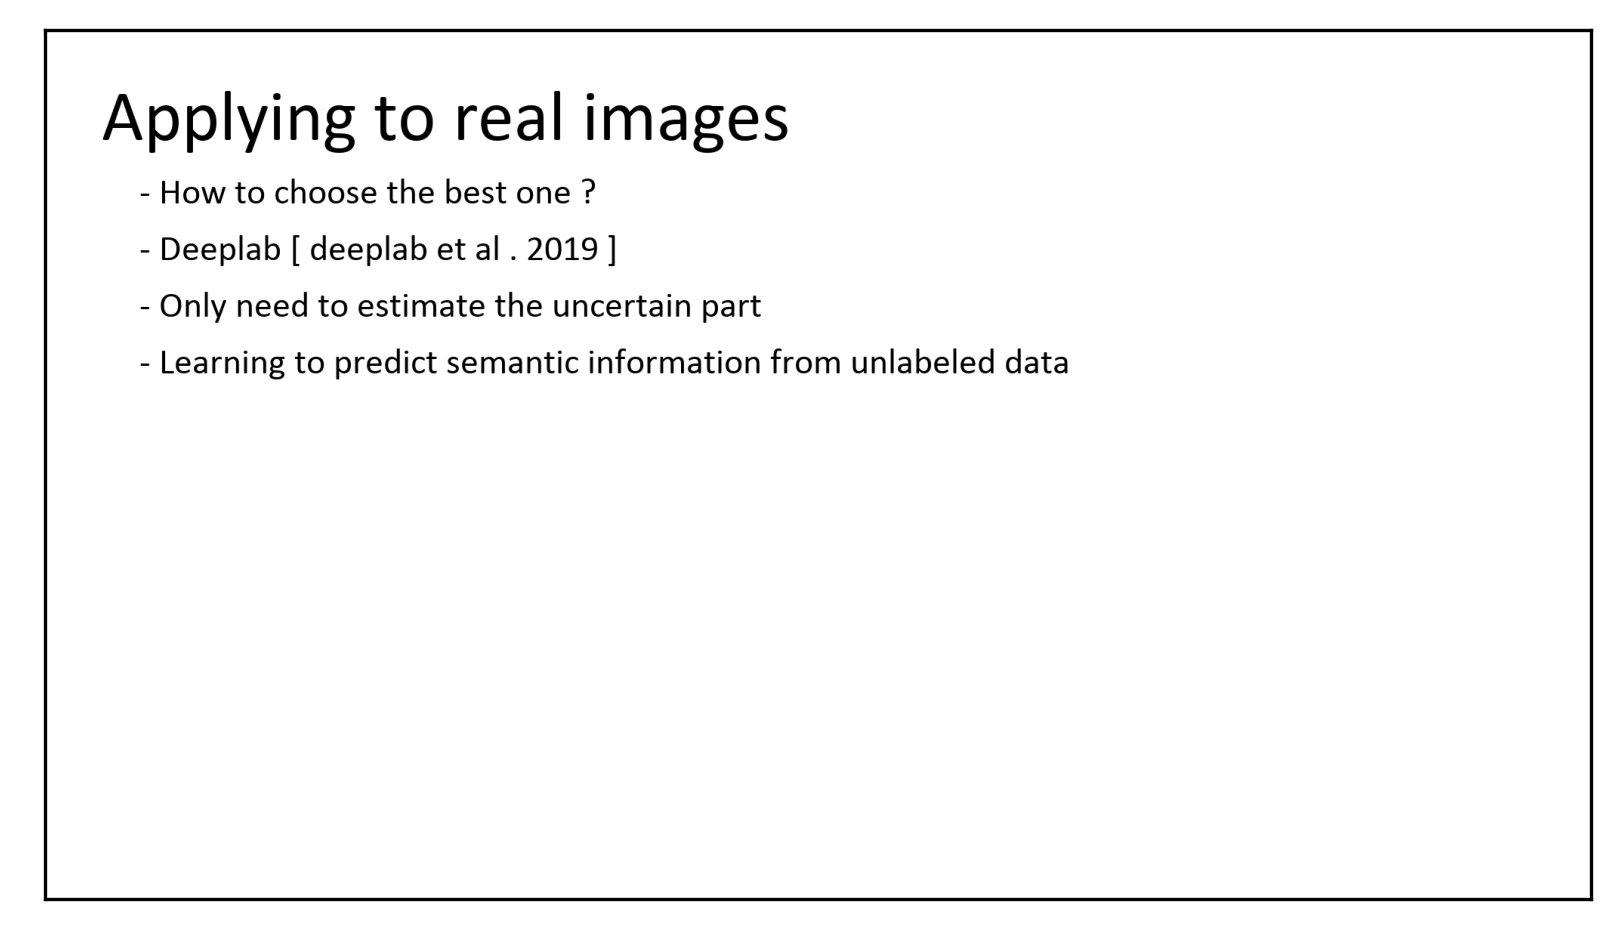 Applying to real images
- How to choose the best one ?
- Deeplab [ deeplab et al . 2019 ]
- Only need to estimate the uncertain part
- Learning to predict semantic information from unlabeled data